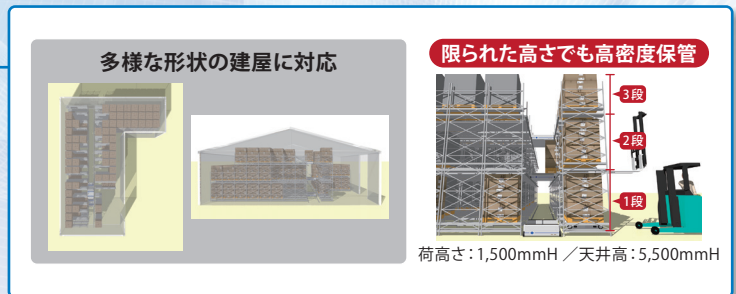 多様な形状の建屋に対応
限られた高さでも高密度保管
3段
2段
1段
荷高さ：1,500mmH ／天井高：5,500mmH